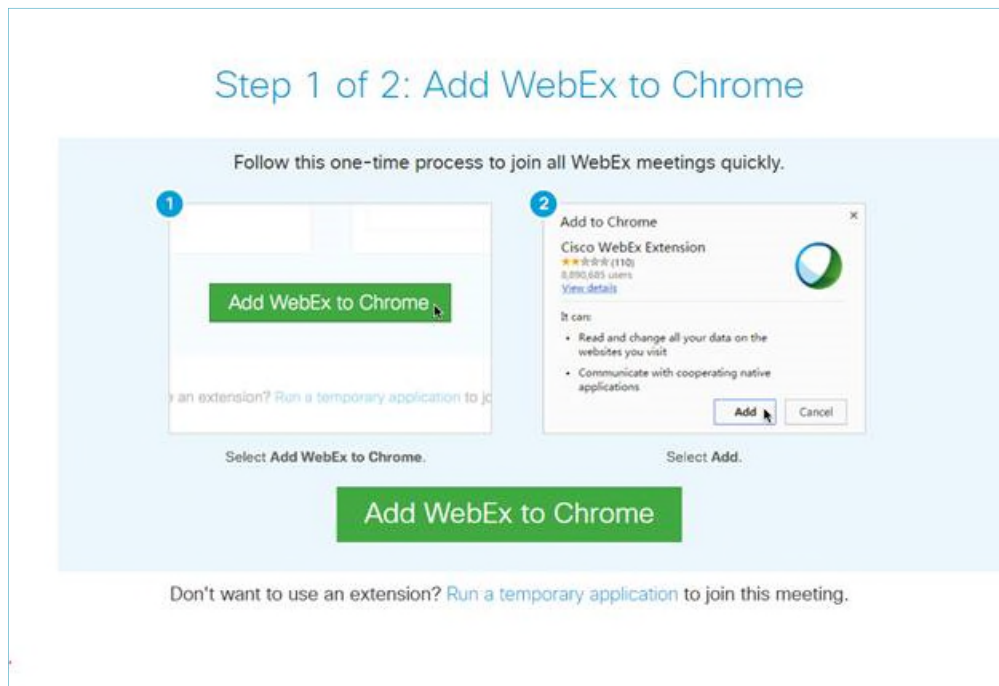 Step 1 of 2: Add WebEx to Chrome
Follow this one-time process to join all WebEx meetings quickly.
1
Add WebEx to Chrome
an extension? Run a temporary application to jo
Select Add WebEx to Chrome.
2
Add to Chrome
×
Cisco WebEx Extension
★★★★★ (110)
8,890,685 users
View details
It can:
• Read and change all your data on the
websites you visit
• Communicate with cooperating native
applications
Add
Cancel
Select Add.
Add WebEx to Chrome
Don't want to use an extension? Run a temporary application to join this meeting.